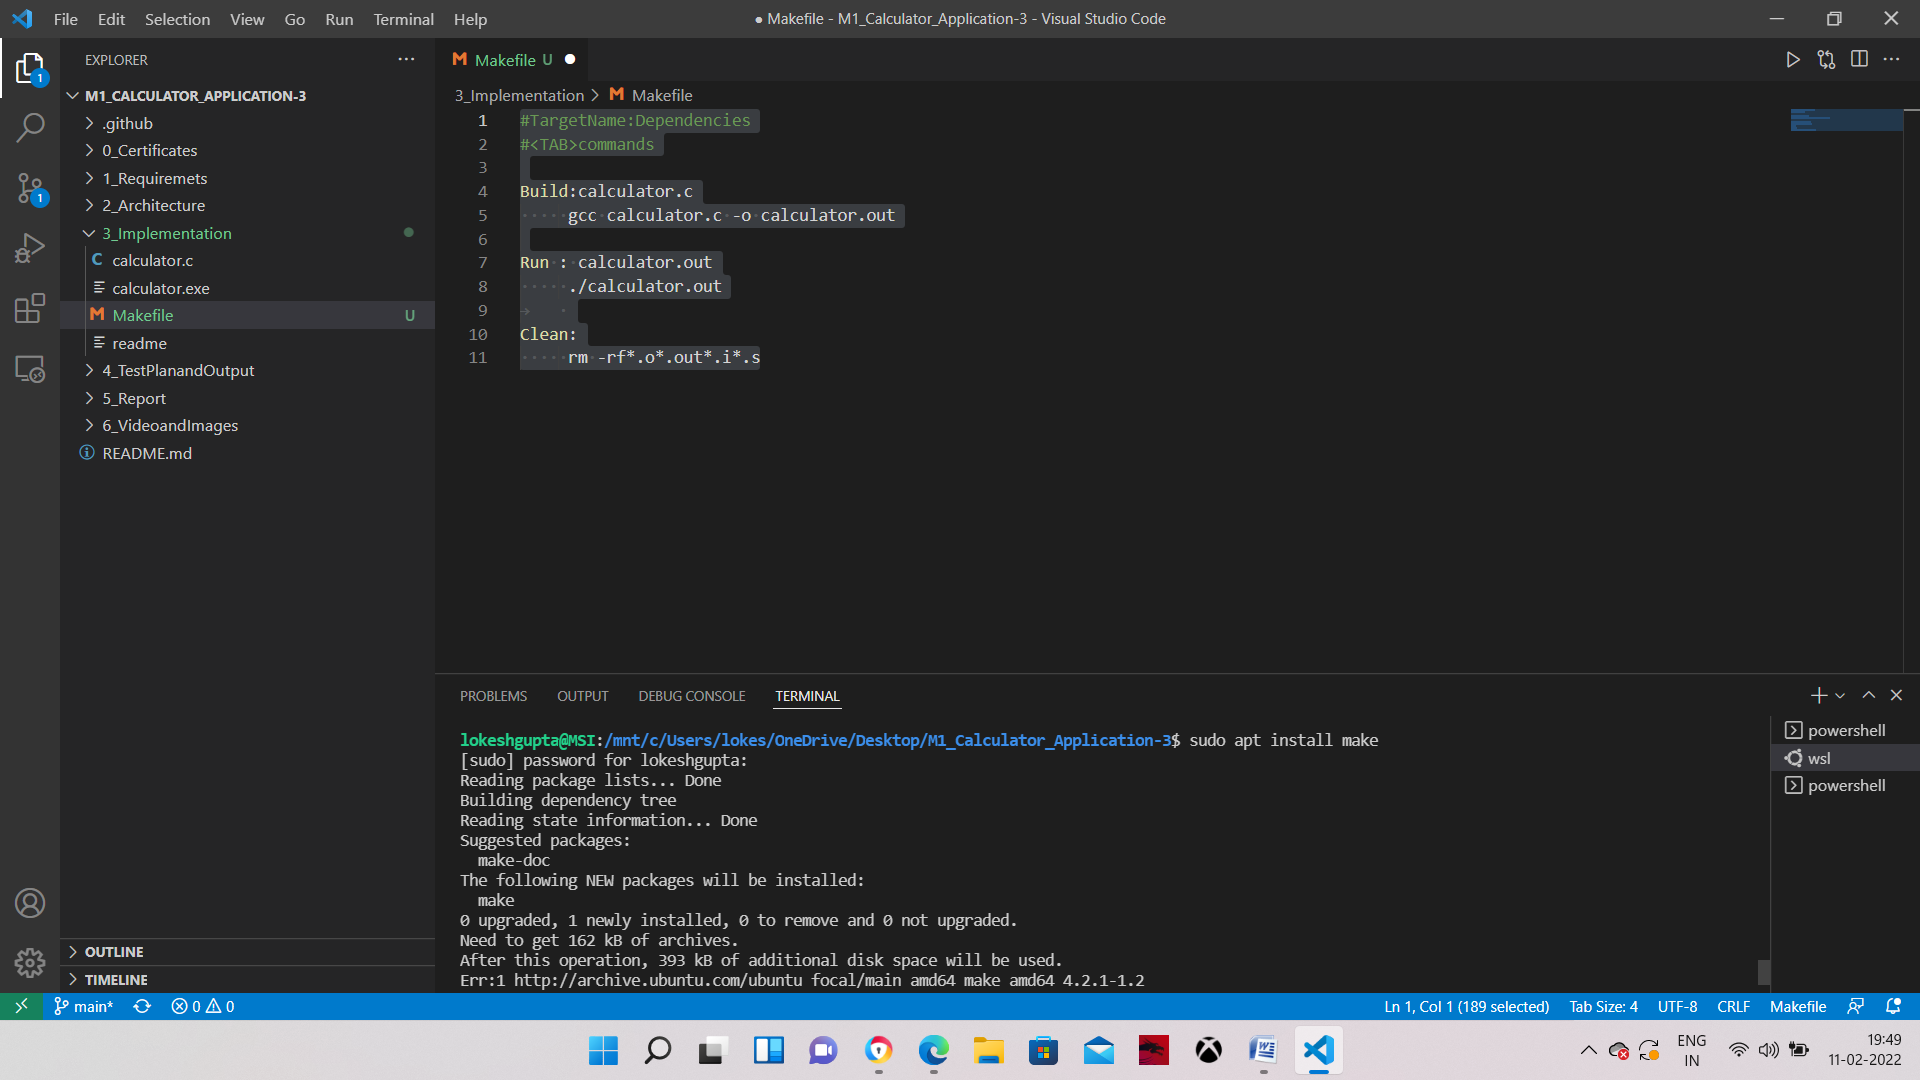 File Edit Selection View Go Run Terminal Help
● Makefile - M1_Calculator_Application-3 - Visual Studio Code
EXPLORER
M1_CALCULATOR_APPLICATION-3
.github
0_Certificates
1_Requiremets
2_Architecture
3_Implementation
calculator.c
calculator.exe
Makefile U
readme
4_TestPlanandOutput
5_Report
6_VideoandImages
README.md
OUTLINE
TIMELINE
1
1
Makefile U
3_Implementation > Makefile
1 #TargetName:Dependencies
2 #<TAB>commands
3
4 Build:calculator.c
5 gcc calculator.c -o calculator.out
6
7 Run : calculator.out
8 ./calculator.out
9
10 Clean:
11 rm -rf*.o*.out*.i*.s
PROBLEMS OUTPUT DEBUG CONSOLE TERMINAL
lokeshgupta@MSI:/mnt/c/Users/lokes/OneDrive/Desktop/M1_Calculator_Application-3$ sudo apt install make
[sudo] password for lokeshgupta:
Reading package lists... Done
Building dependency tree
Reading state information... Done
Suggested packages:
make-doc
The following NEW packages will be installed:
make
0 upgraded, 1 newly installed, 0 to remove and 0 not upgraded.
Need to get 162 kB of archives.
After this operation, 393 kB of additional disk space will be used.
Err:1 http://archive.ubuntu.com/ubuntu focal/main amd64 make amd64 4.2.1-1.2
powershell
wsl
powershell
main* 0 0
Ln 1, Col 1 (189 selected) Tab Size: 4 UTF-8 CRLF Makefile
ENG
IN
19:49
11-02-2022